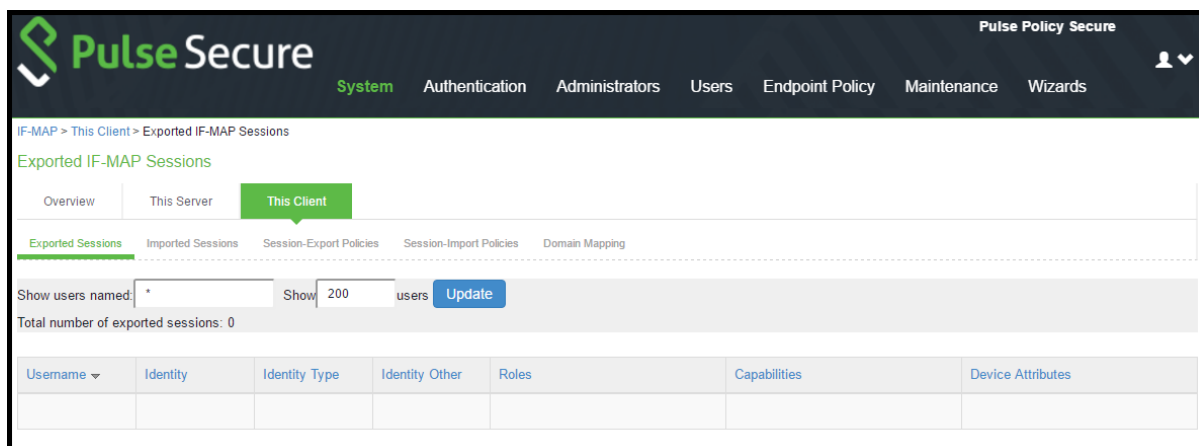 Pulse Policy Secure
Pulse Secure
System Authentication Administrators Users Endpoint Policy Maintenance Wizards
IF-MAP > This Client > Exported IF-MAP Sessions
Exported IF-MAP Sessions
Overview This Server This Client
Exported Sessions Imported Sessions Session-Export Policies Session-Import Policies Domain Mapping
Show users named: * Show 200 users Update
Total number of exported sessions: 0
Username Identity Identity Type Identity Other Roles Capabilities Device Attributes